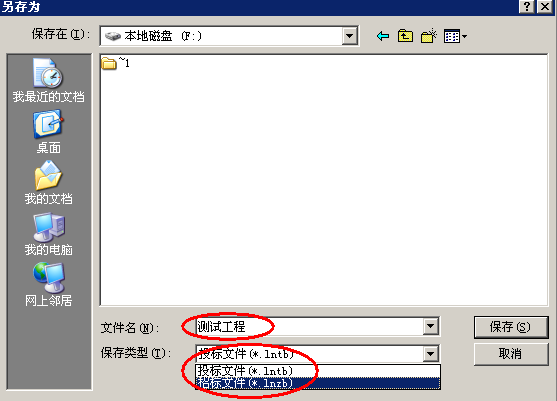 另存为
保存在(I):
本地磁盘 (F:)
~1
我最近的文档
桌面
我的文档
我的电脑
网上邻居
文件名(N):
测试工程
保存(S)
保存类型(T):
投标文件(*.lntb)
取消
投标文件(*.lntb)
招标文件(*.lnzb)